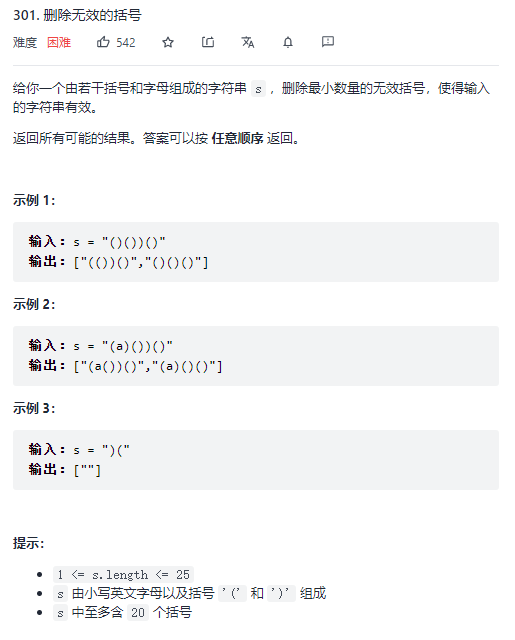 301. 删除无效的括号
难度 困难 542
给你一个由若干括号和字母组成的字符串 s ，删除最小数量的无效括号，使得输入
的字符串有效。
返回所有可能的结果。答案可以按 任意顺序 返回。
示例 1：
输入：s = "()())()"
输出：["(())()","()()()"]
示例 2：
输入：s = "(a)())()"
输出：["(a())()","(a)()()"]
示例 3：
输入：s = ")("
输出：[""]
提示：
1 <= s.length <= 25
s 由小写英文字母以及括号 '(' 和 ')' 组成
s 中至多含 20 个括号